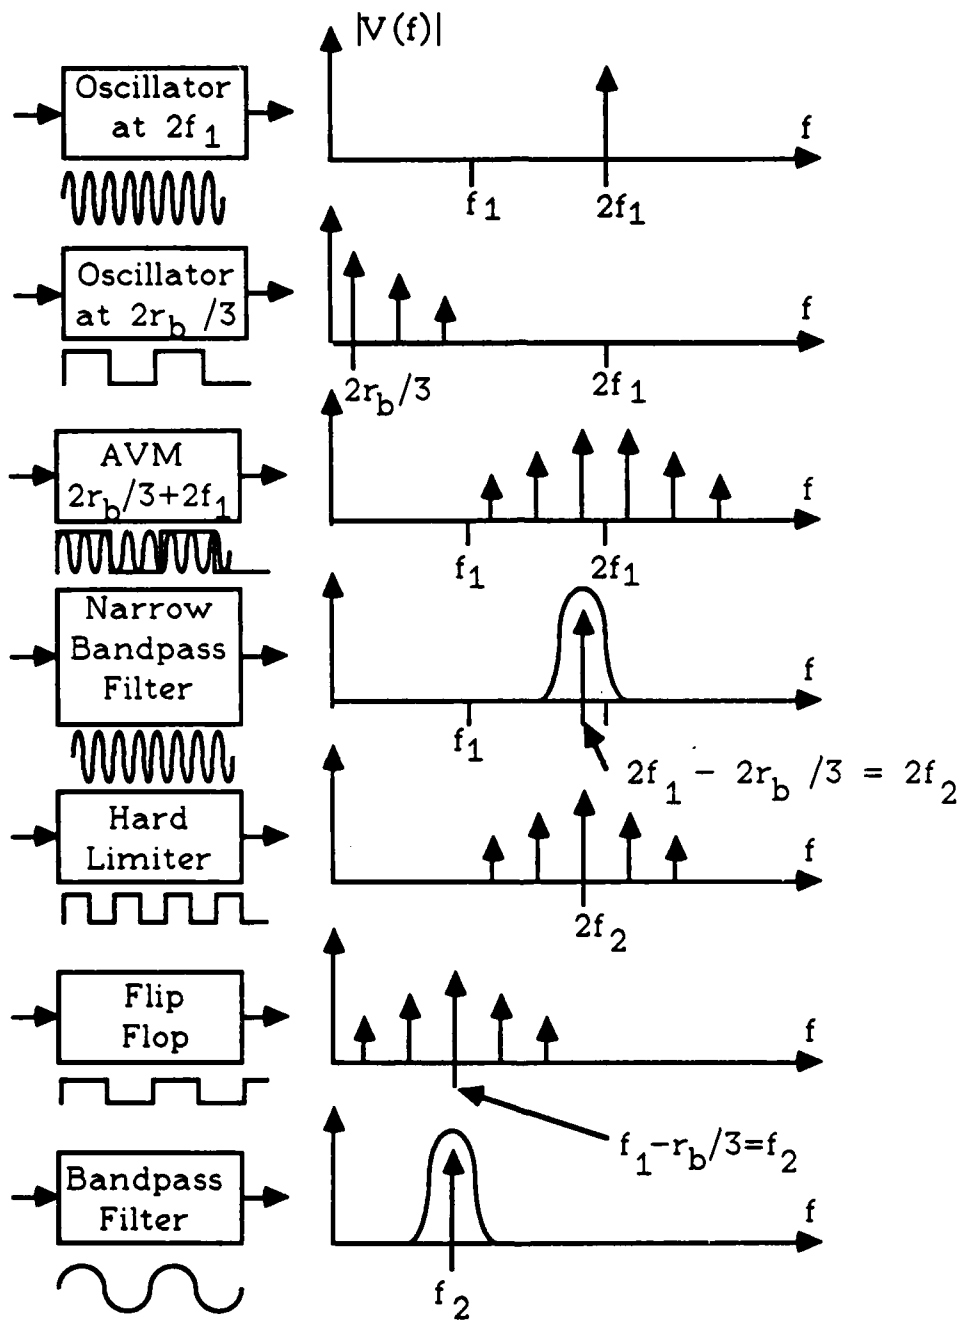 |V(f)|
Oscillator
at 2f1
f
f1
2f1
Oscillator
at 2rb /3
f
2rb/3
2f1
AVM
2rb/3+2f1
f
f1
2f1
Narrow
Bandpass
Filter
f
f1
2f1 - 2rb /3 = 2f2
Hard
Limiter
f
2f2
Flip
Flop
f
f1-rb/3=f2
Bandpass
Filter
f
f2